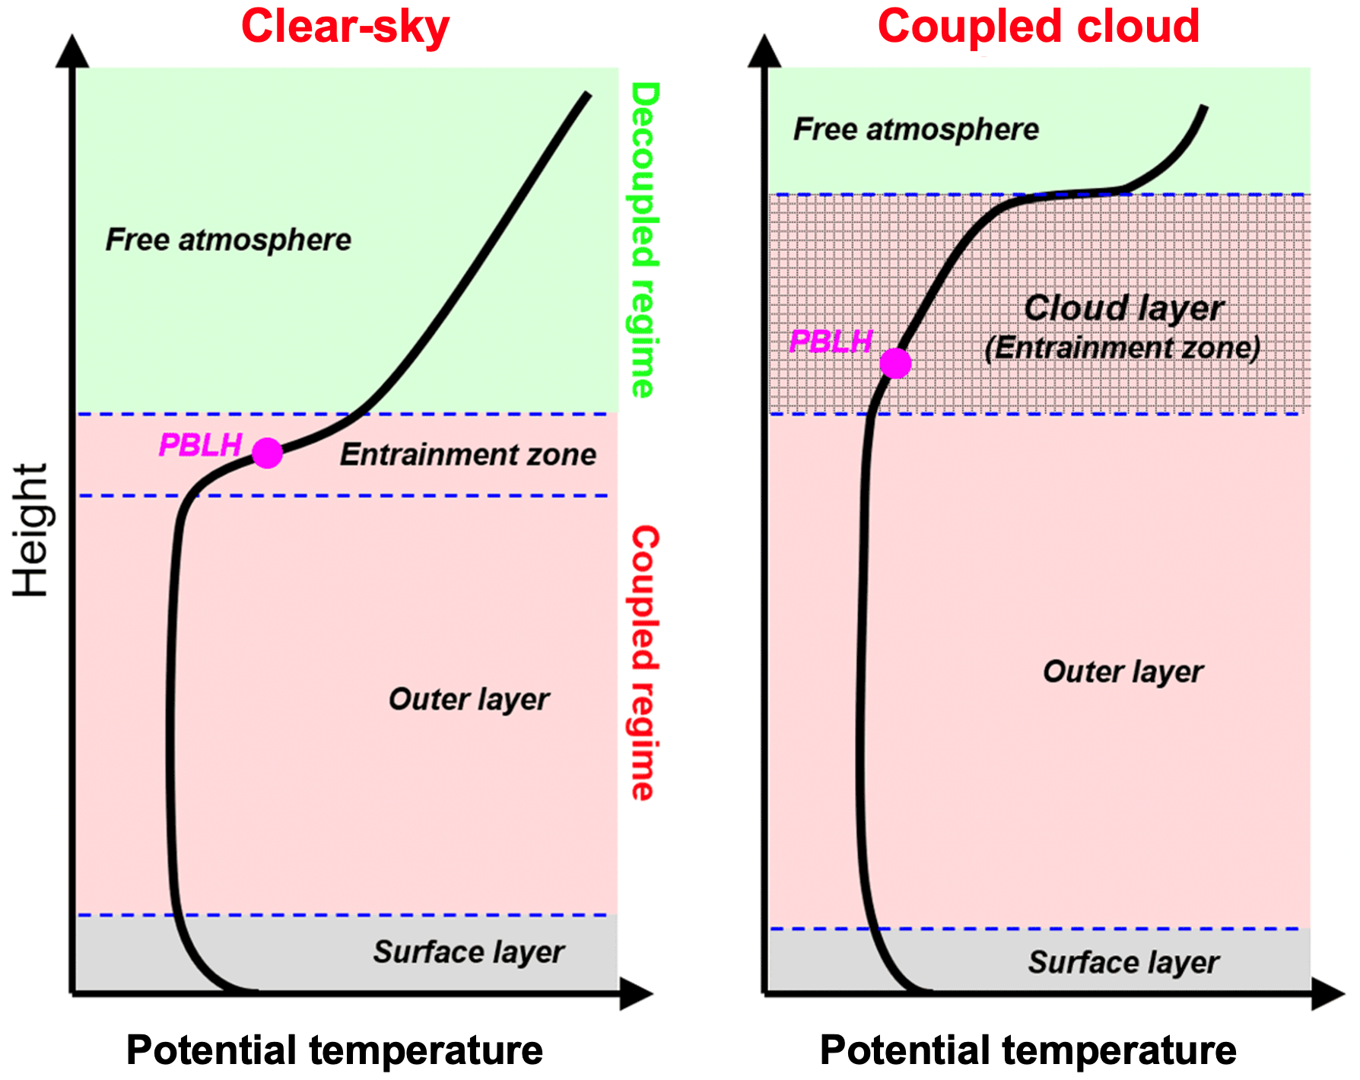 Clear-sky
Free atmosphere
PBLH
Entrainment zone
Outer layer
Surface layer
Height
Potential temperature
Decoupled regime
Coupled regime
Coupled cloud
Free atmosphere
Cloud layer
(Entrainment zone)
PBLH
Outer layer
Surface layer
Potential temperature